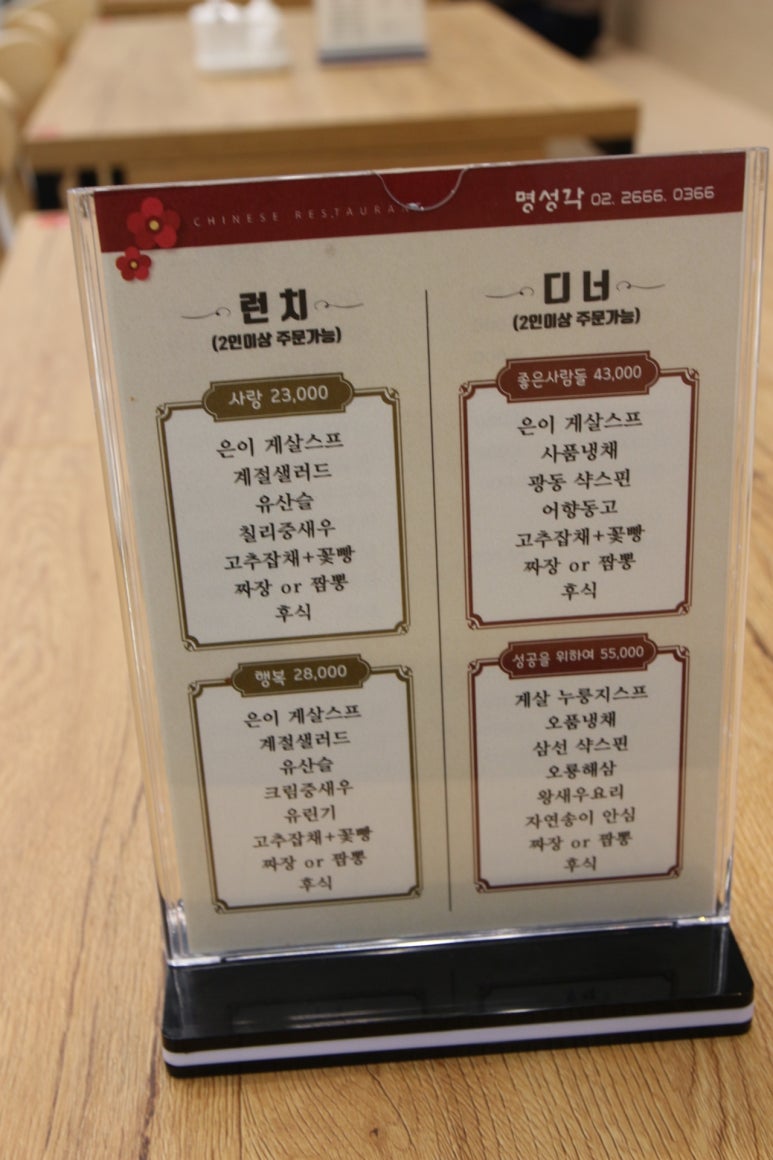 CHINESE RESTAURAN
명성각 02. 2666. 0366
런치
(2인이상 주문가능)
사랑 23,000
은이 게살스프
계절샐러드
유산슬
칠리중새우
고추잡채+꽃빵
짜장 or 짬뽕
후식
행복 28,000
은이 게살스프
계절샐러드
유산슬
크림중새우
유린기
고추잡채+꽃빵
짜장 or 짬뽕
후식
디너
(2인이상 주문가능)
좋은사람들 43,000
은이 게살스프
사품냉채
광동 샥스핀
어향동고
고추잡채+꽃빵
짜장 or 짬뽕
후식
성공을 위하여 55,000
게살 누룽지스프
오품냉채
삼선 샥스핀
오룡해삼
왕새우요리
자연송이 안심
짜장 or 짬뽕
후식